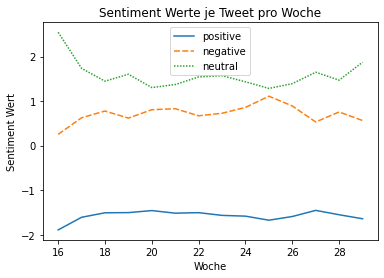 Sentiment Werte je Tweet pro Woche
positive
negative
neutral
Sentiment Wert
2
1
0
−1
−2
16 18 20 22 24 26 28
Woche